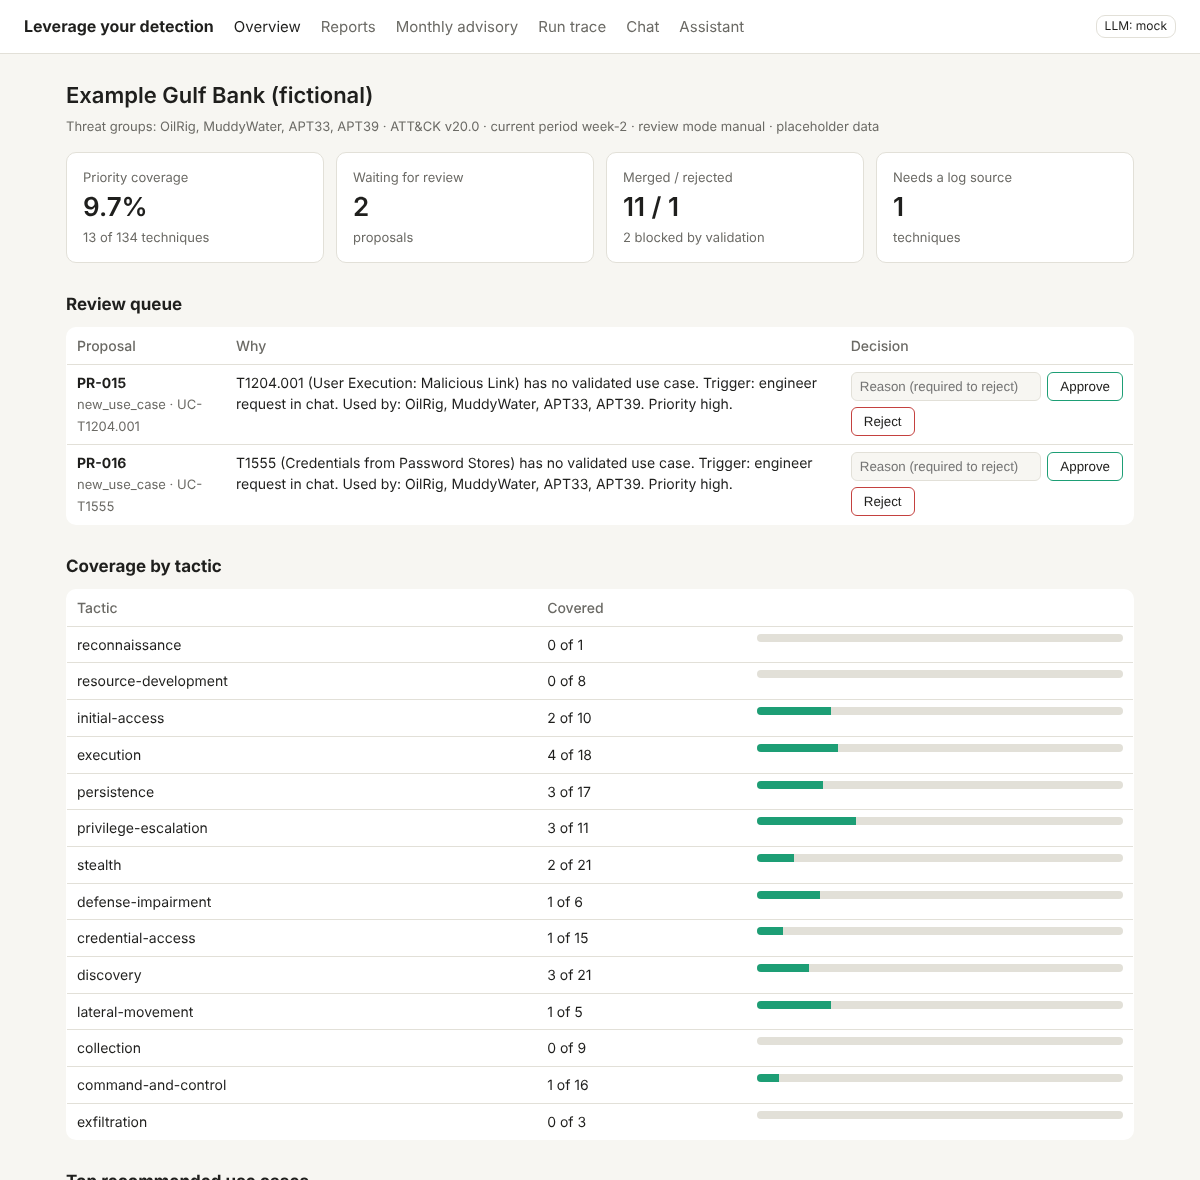 Leverage your detection Overview Reports Monthly advisory Run trace Chat Assistant LLM: mock
Example Gulf Bank (fictional)
Threat groups: OilRig, MuddyWater, APT33, APT39 · ATT&CK v20.0 · current period week-2 · review mode manual · placeholder data
Priority coverage
9.7%
13 of 134 techniques
Waiting for review
2
proposals
Merged / rejected
11 / 1
2 blocked by validation
Needs a log source
1
techniques
Review queue
Proposal Why Decision
PR-015
new_use_case · UC-
T1204.001
T1204.001 (User Execution: Malicious Link) has no validated use case. Trigger: engineer
request in chat. Used by: OilRig, MuddyWater, APT33, APT39. Priority high.
Reason (required to reject) Approve
Reject
PR-016
new_use_case · UC-
T1555
T1555 (Credentials from Password Stores) has no validated use case. Trigger: engineer
request in chat. Used by: OilRig, MuddyWater, APT33, APT39. Priority high.
Reason (required to reject) Approve
Reject
Coverage by tactic
Tactic Covered
reconnaissance 0 of 1
resource-development 0 of 8
initial-access 2 of 10
execution 4 of 18
persistence 3 of 17
privilege-escalation 3 of 11
stealth 2 of 21
defense-impairment 1 of 6
credential-access 1 of 15
discovery 3 of 21
lateral-movement 1 of 5
collection 0 of 9
command-and-control 1 of 16
exfiltration 0 of 3
Top recommended use cases